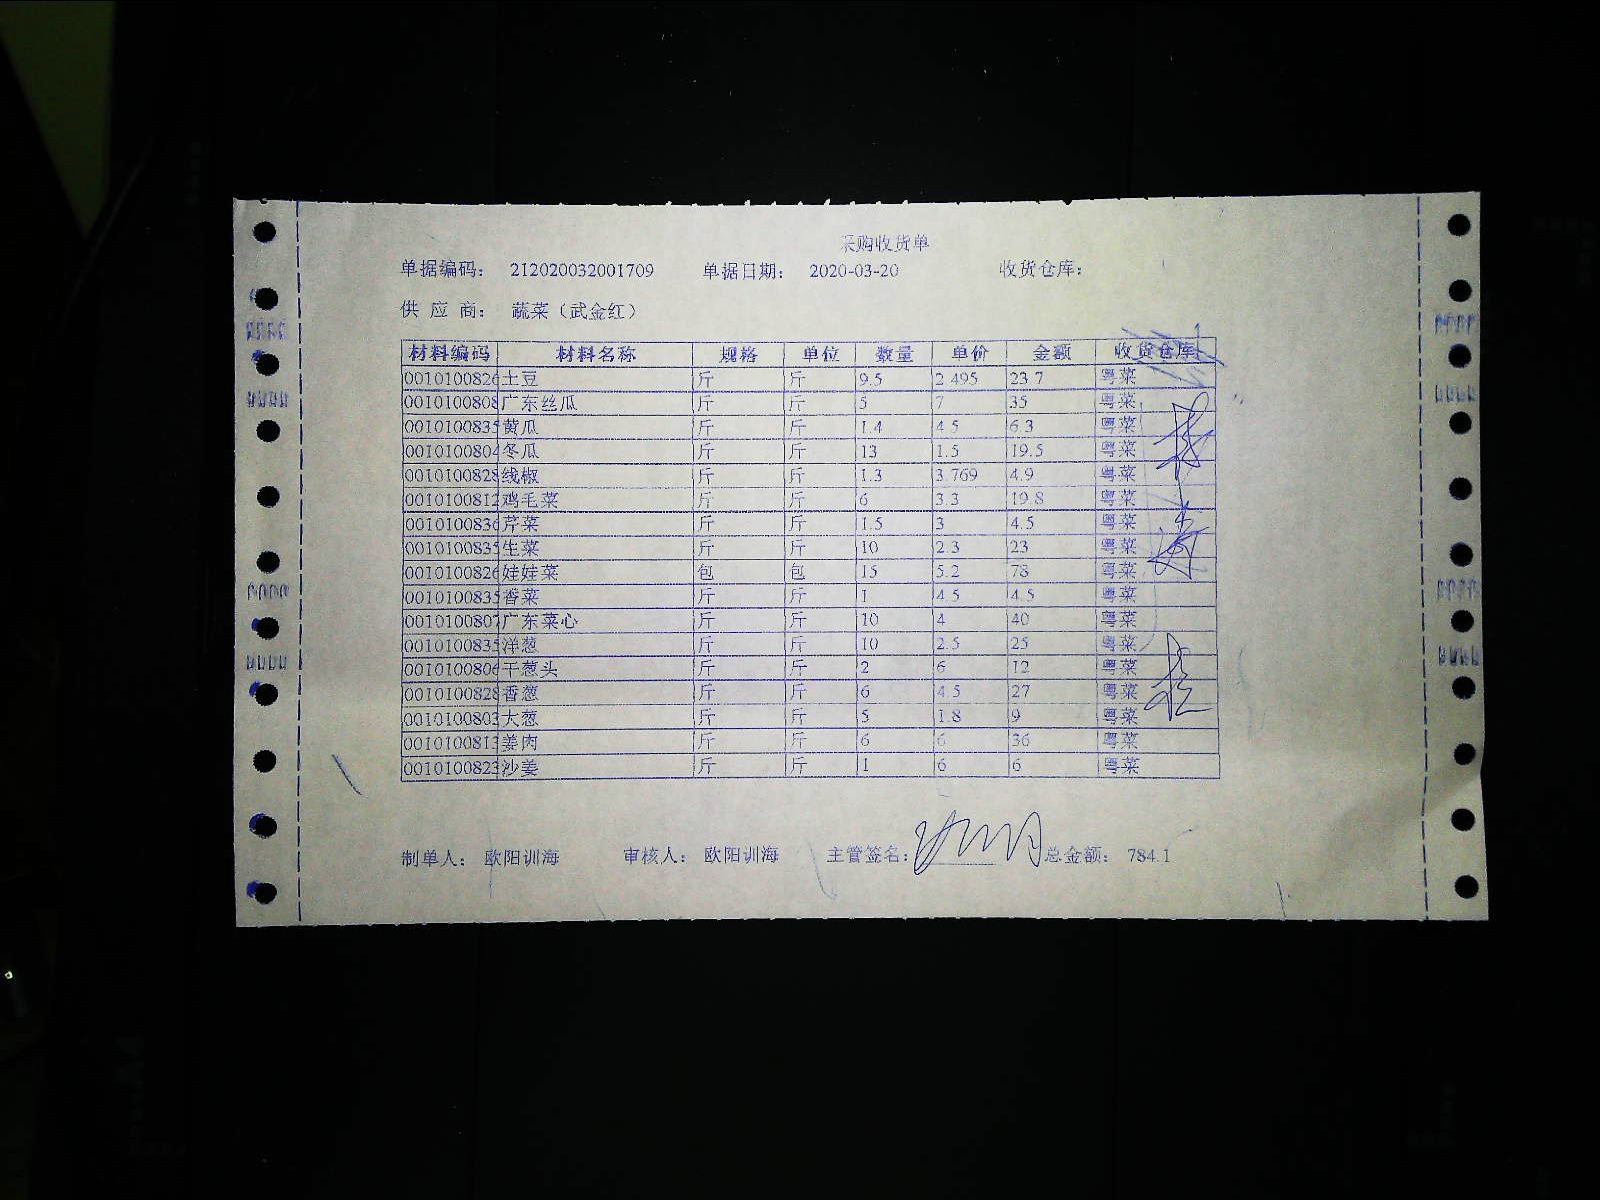 采购收货单
单据编码： 212020032001709 单据日期： 2020-03-20 收货仓库：
供 应 商： 蔬菜（武金红）
材料编码 材料名称 规格 单位 数量 单价 金额 收货仓库
0010100826 土豆 斤 斤 9.5 2.495 23.7 粤菜
0010100808 广东丝瓜 斤 斤 5 7 35 粤菜
0010100835 黄瓜 斤 斤 1.4 4.5 6.3 粤菜
0010100804 冬瓜 斤 斤 13 1.5 19.5 粤菜
0010100828 线椒 斤 斤 1.3 3.769 4.9 粤菜
0010100812 鸡毛菜 斤 斤 6 3.3 19.8 粤菜
0010100836 芹菜 斤 斤 1.5 3 4.5 粤菜
0010100835 生菜 斤 斤 10 2.3 23 粤菜
0010100826 娃娃菜 包 包 15 5.2 78 粤菜
0010100835 香菜 斤 斤 1 4.5 4.5 粤菜
0010100807 广东菜心 斤 斤 10 4 40 粤菜
0010100835 洋葱 斤 斤 10 2.5 25 粤菜
0010100806 干葱头 斤 斤 2 6 12 粤菜
0010100828 香葱 斤 斤 6 4.5 27 粤菜
0010100803 大葱 斤 斤 5 1.8 9 粤菜
0010100813 姜肉 斤 斤 6 6 36 粤菜
0010100823 沙姜 斤 斤 1 6 6 粤菜
制单人： 欧阳训海 审核人： 欧阳训海 主管签名： 总金额： 784.1